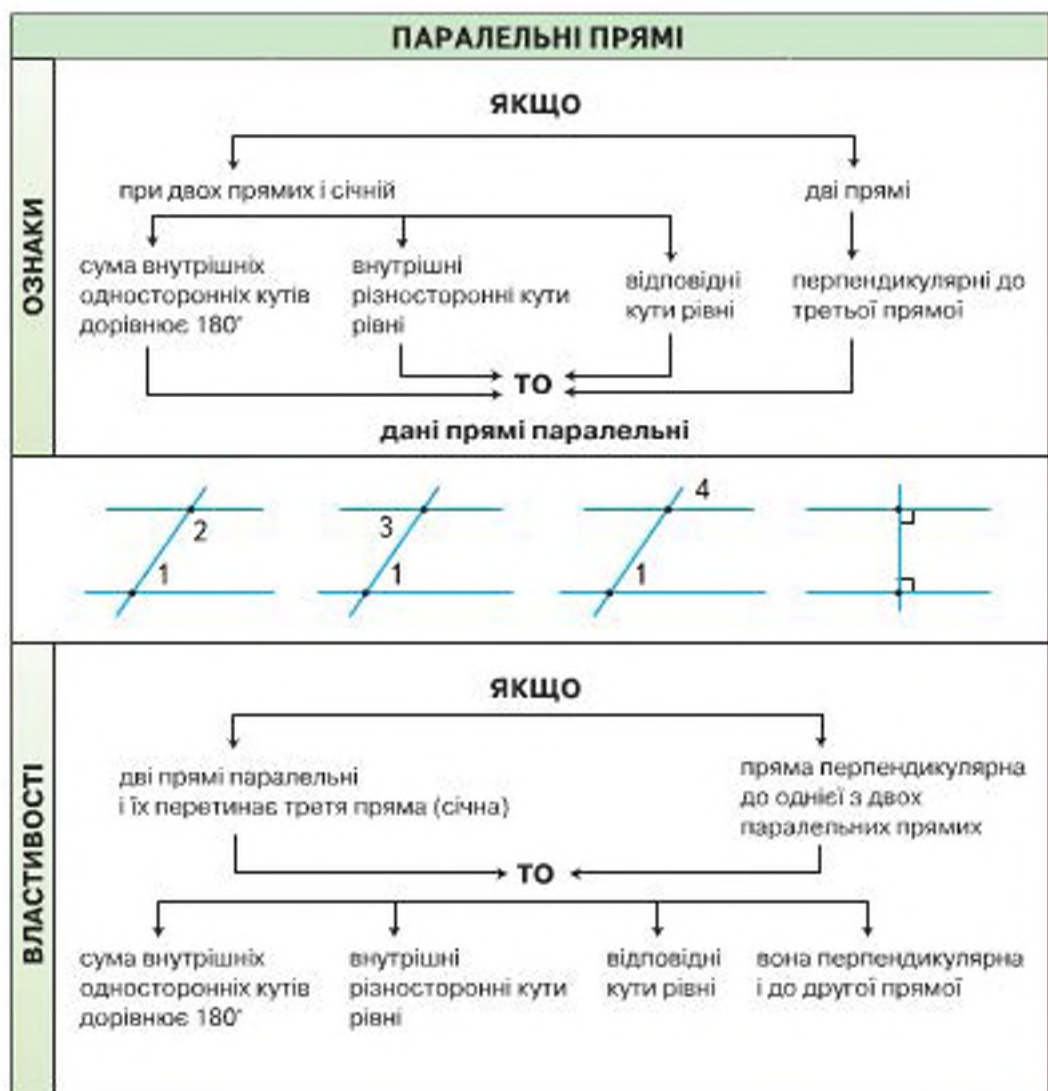 ПАРАЛЕЛЬНІ ПРЯМІ
ОЗНАКИ
ЯКЩО
при двох прямих і січній
дві прямі
сума внутрішніх
односторонніх кутів
дорівнює 180°
внутрішні
різносторонні кути
рівні
відповідні
кути рівні
перпендикулярні до
третьої прямої
ТО
дані прямі паралельні
2
1
3
1
4
1
ВЛАСТИВОСТІ
ЯКЩО
дві прямі паралельні
і їх перетинає третя пряма (січна)
пряма перпендикулярна
до однієї з двох
паралельних прямих
ТО
сума внутрішніх
односторонніх кутів
дорівнює 180°
внутрішні
різносторонні кути
рівні
відповідні
кути рівні
вона перпендикулярна
і до другої прямої